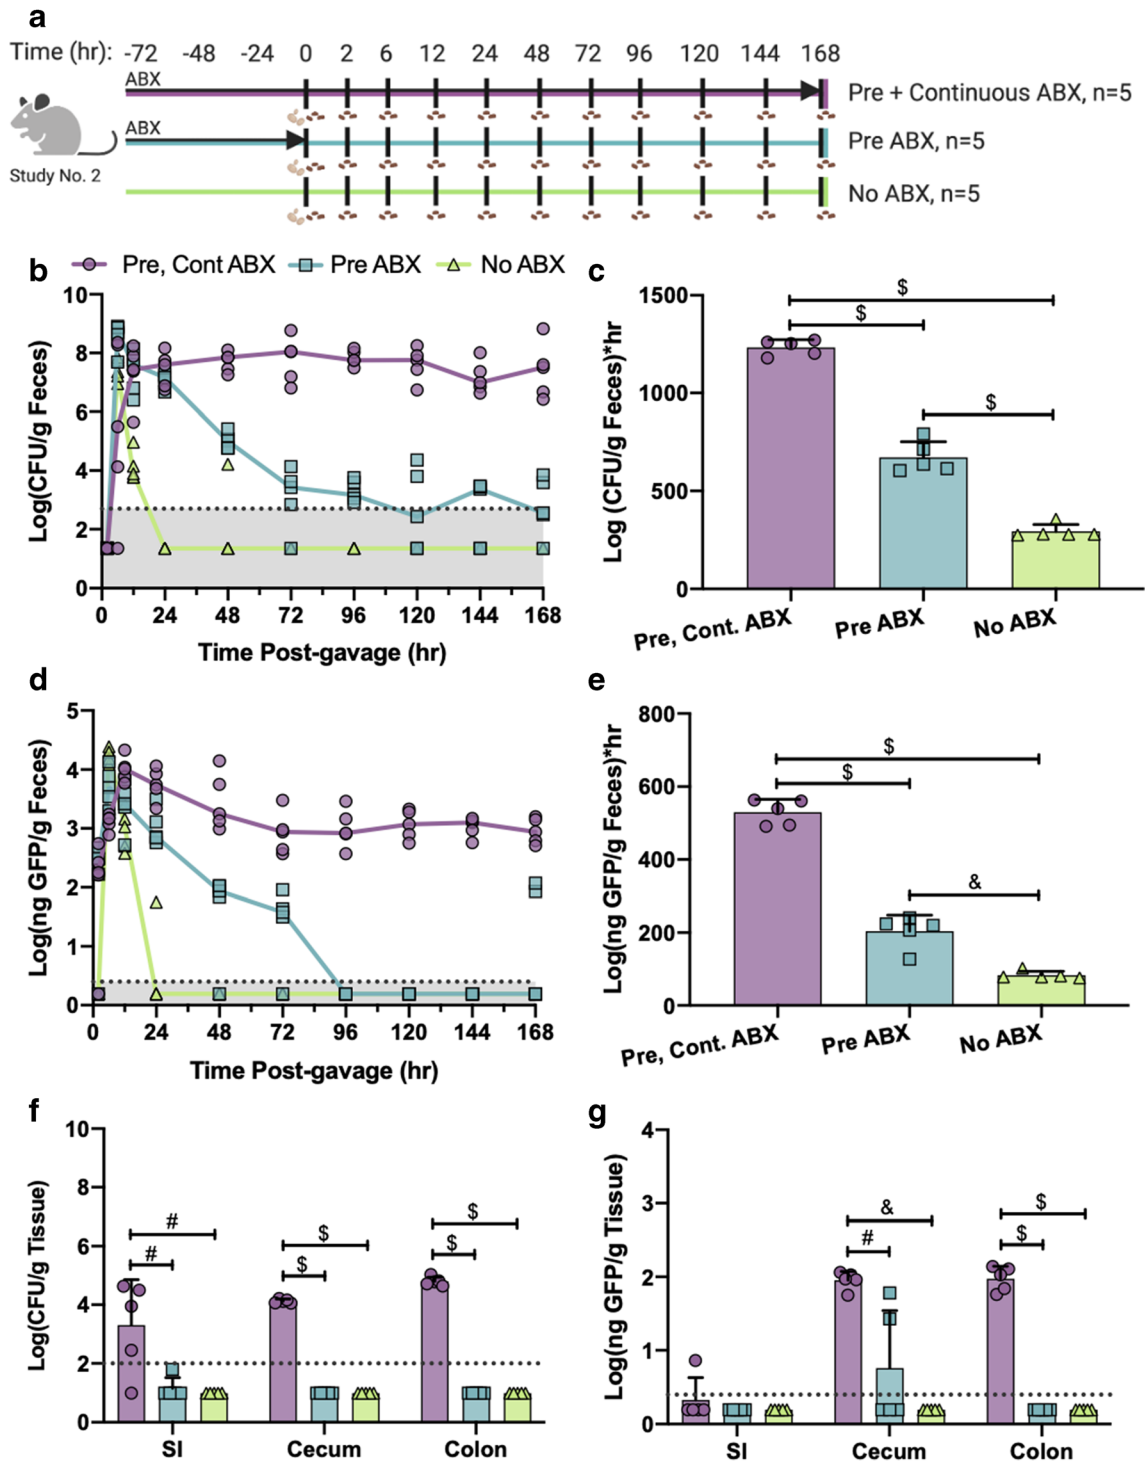 a
Time (hr): -72 -48 -24 0 2 6 12 24 48 72 96 120 144 168
ABX
Pre + Continuous ABX, n=5
ABX
Pre ABX, n=5
Study No. 2
No ABX, n=5
b
Pre, Cont ABX Pre ABX No ABX
Log(CFU/g Feces)
10
8
6
4
2
0
0 24 48 72 96 120 144 168
Time Post-gavage (hr)
c
Log (CFU/g Feces)*hr
1500
1000
500
0
$
$
$
Pre, Cont. ABX Pre ABX No ABX
d
Log(ng GFP/g Feces)
5
4
3
2
1
0
0 24 48 72 96 120 144 168
Time Post-gavage (hr)
e
Log(ng GFP/g Feces)*hr
800
600
400
200
0
$
$
&
Pre, Cont. ABX Pre ABX No ABX
f
Log(CFU/g Tissue)
10
8
6
4
2
0
#
#
$
$
$
$
SI Cecum Colon
g
Log(ng GFP/g Tissue)
4
3
2
1
0
&
#
$
$
SI Cecum Colon